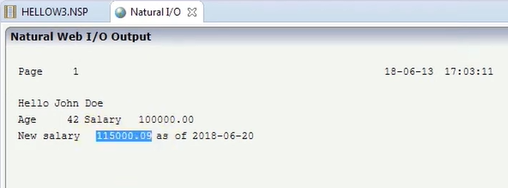 HELLOW3.NSP Natural I/O
Natural Web I/O Output
Page 1 18-06-13 17:03:11
Hello John Doe
Age 42 Salary 100000.00
New salary 115000.09 as of 2018-06-20